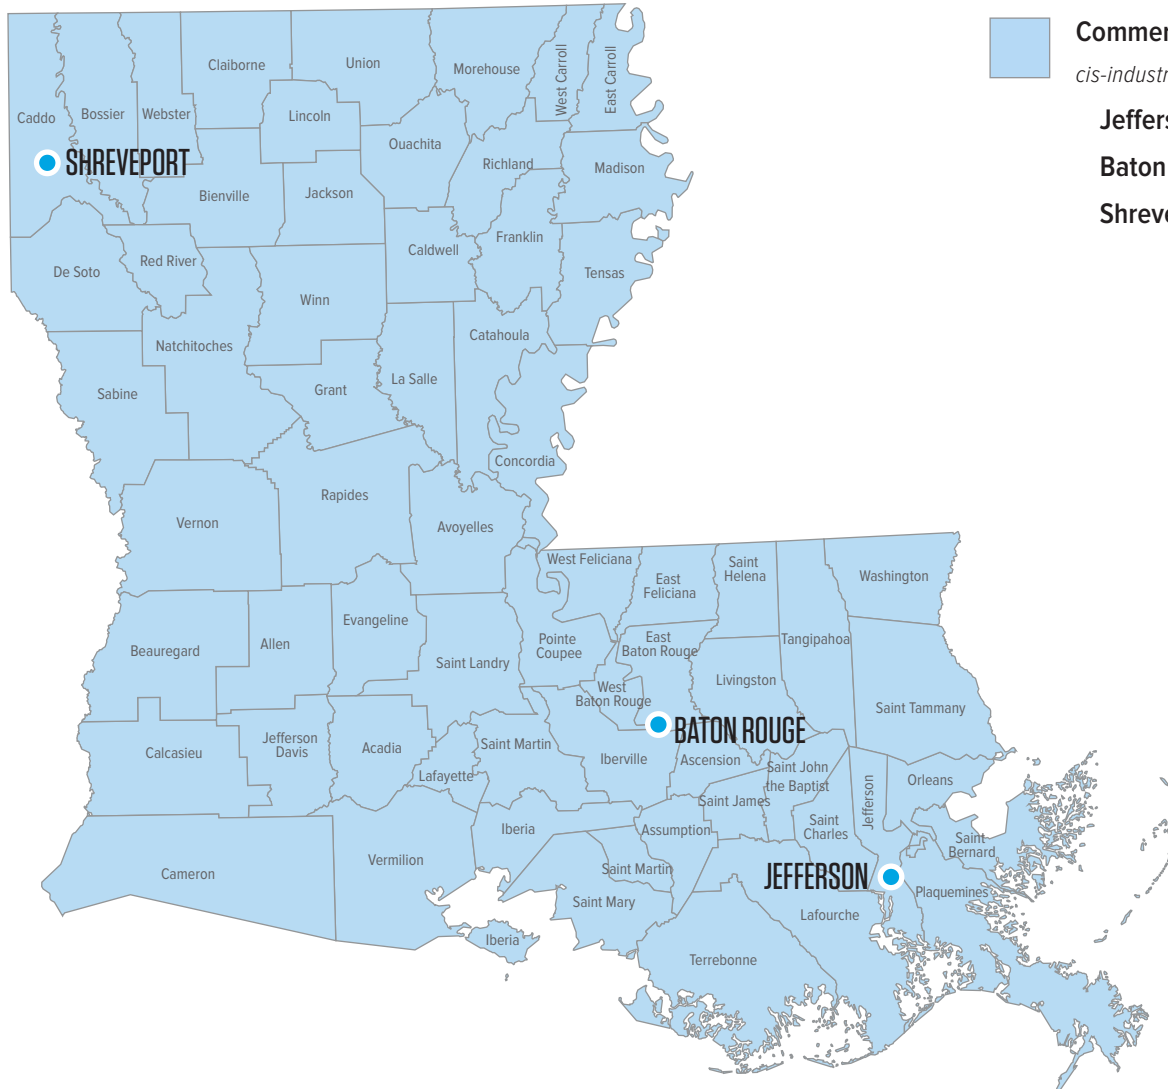 Commer
cis-industr
Jeffers
Baton
Shreve
Claiborne
Union
Morehouse
West Carroll
East Carroll
Caddo
Bossier
Webster
Lincoln
Ouachita
Richland
Madison
SHREVEPORT
Bienville
Jackson
Caldwell
Franklin
Tensas
De Soto
Red River
Winn
Catahoula
Natchitoches
Sabine
Grant
La Salle
Concordia
Rapides
Vernon
Avoyelles
West Feliciana
East
Feliciana
Saint
Helena
Washington
Evangeline
Beauregard
Allen
Saint Landry
Pointe
Coupee
East
Baton Rouge
Tangipahoa
West
Baton Rouge
Livingston
Saint Tammany
BATON ROUGE
Calcasieu
Jefferson
Davis
Acadia
Lafayette
Saint Martin
Iberville
Ascension
Saint John
the Baptist
Orleans
Jefferson
Saint James
Saint
Charles
Iberia
Assumption
Saint
Bernard
Cameron
Vermilion
Saint Martin
JEFFERSON
Plaquemines
Saint Mary
Lafourche
Iberia
Terrebonne